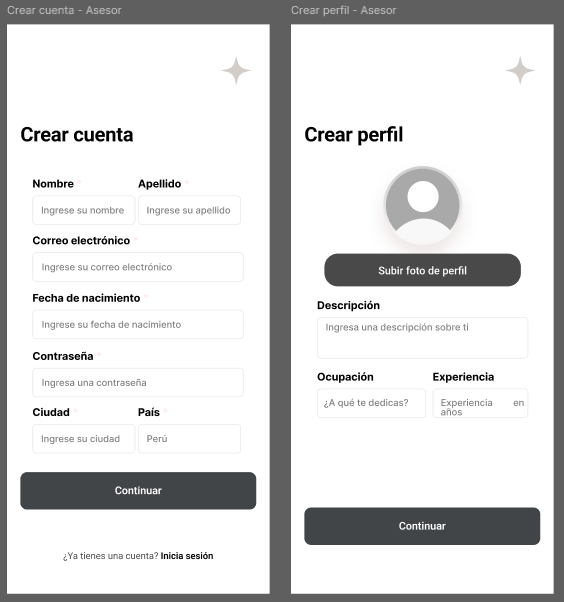 Crear cuenta - Asesor
Crear cuenta
Nombre *
Apellido *
Ingrese su nombre
Ingrese su apellido
Correo electrónico *
Ingrese su correo electrónico
Fecha de nacimiento *
Ingrese su fecha de nacimiento
Contraseña *
Ingresa una contraseña
Ciudad *
País *
Ingrese su ciudad
Perú
Continuar
¿Ya tienes una cuenta? Inicia sesión
Crear perfil - Asesor
Crear perfil
Subir foto de perfil
Descripción
Ingresa una descripción sobre ti
Ocupación
Experiencia
¿A qué te dedicas?
Experiencia en
años
Continuar